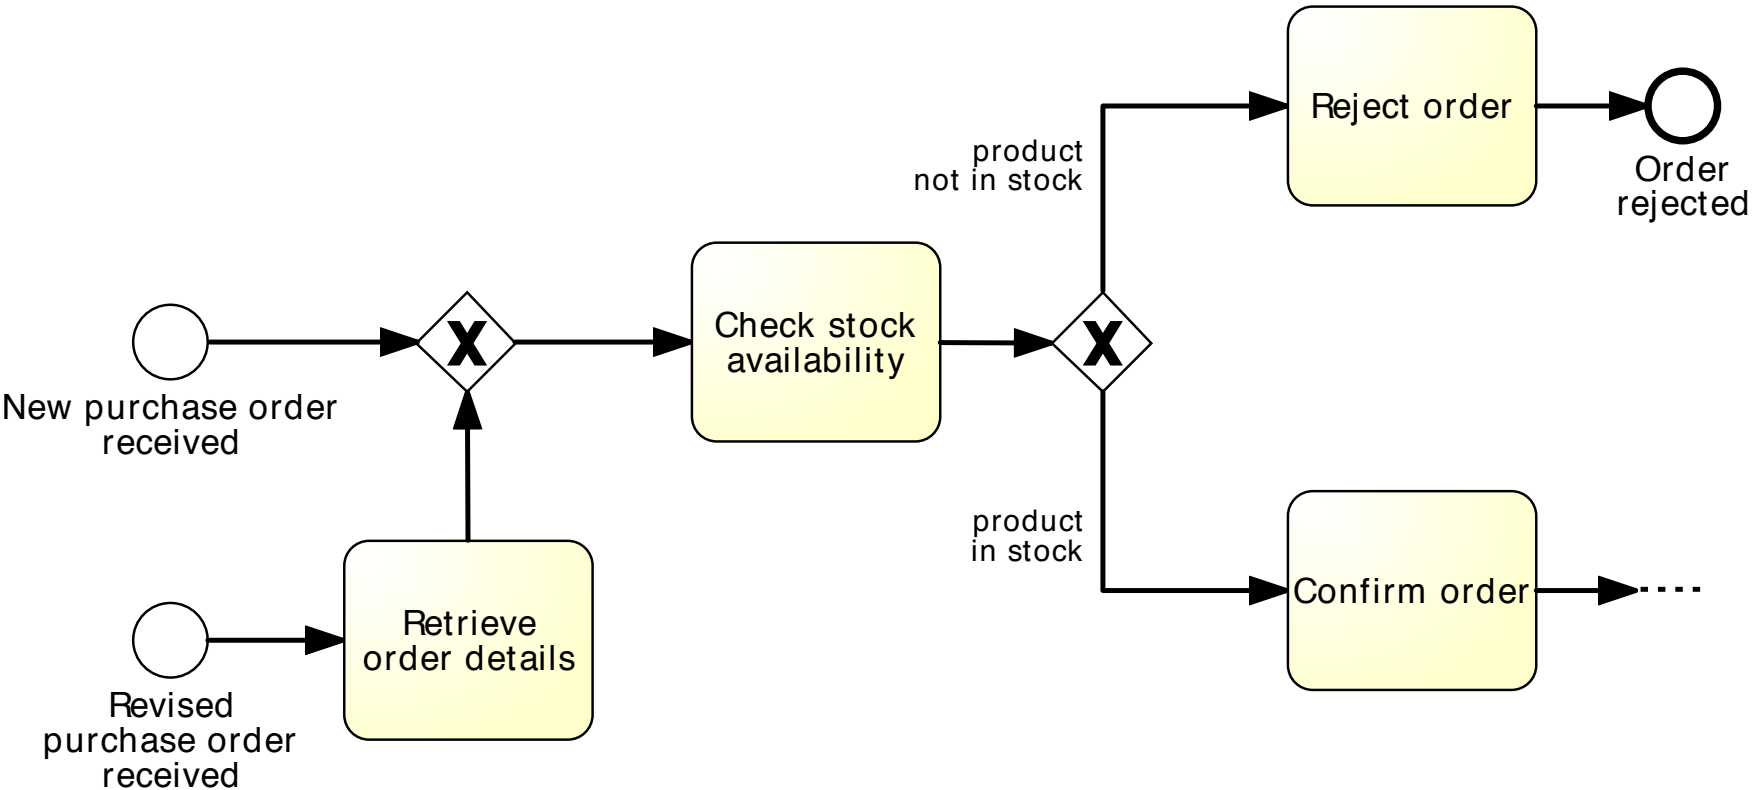 New purchase order
received
Revised
purchase order
received
Retrieve
order details
X
Check stock
availability
X
product
not in stock
product
in stock
Reject order
Order
rejected
Confirm order